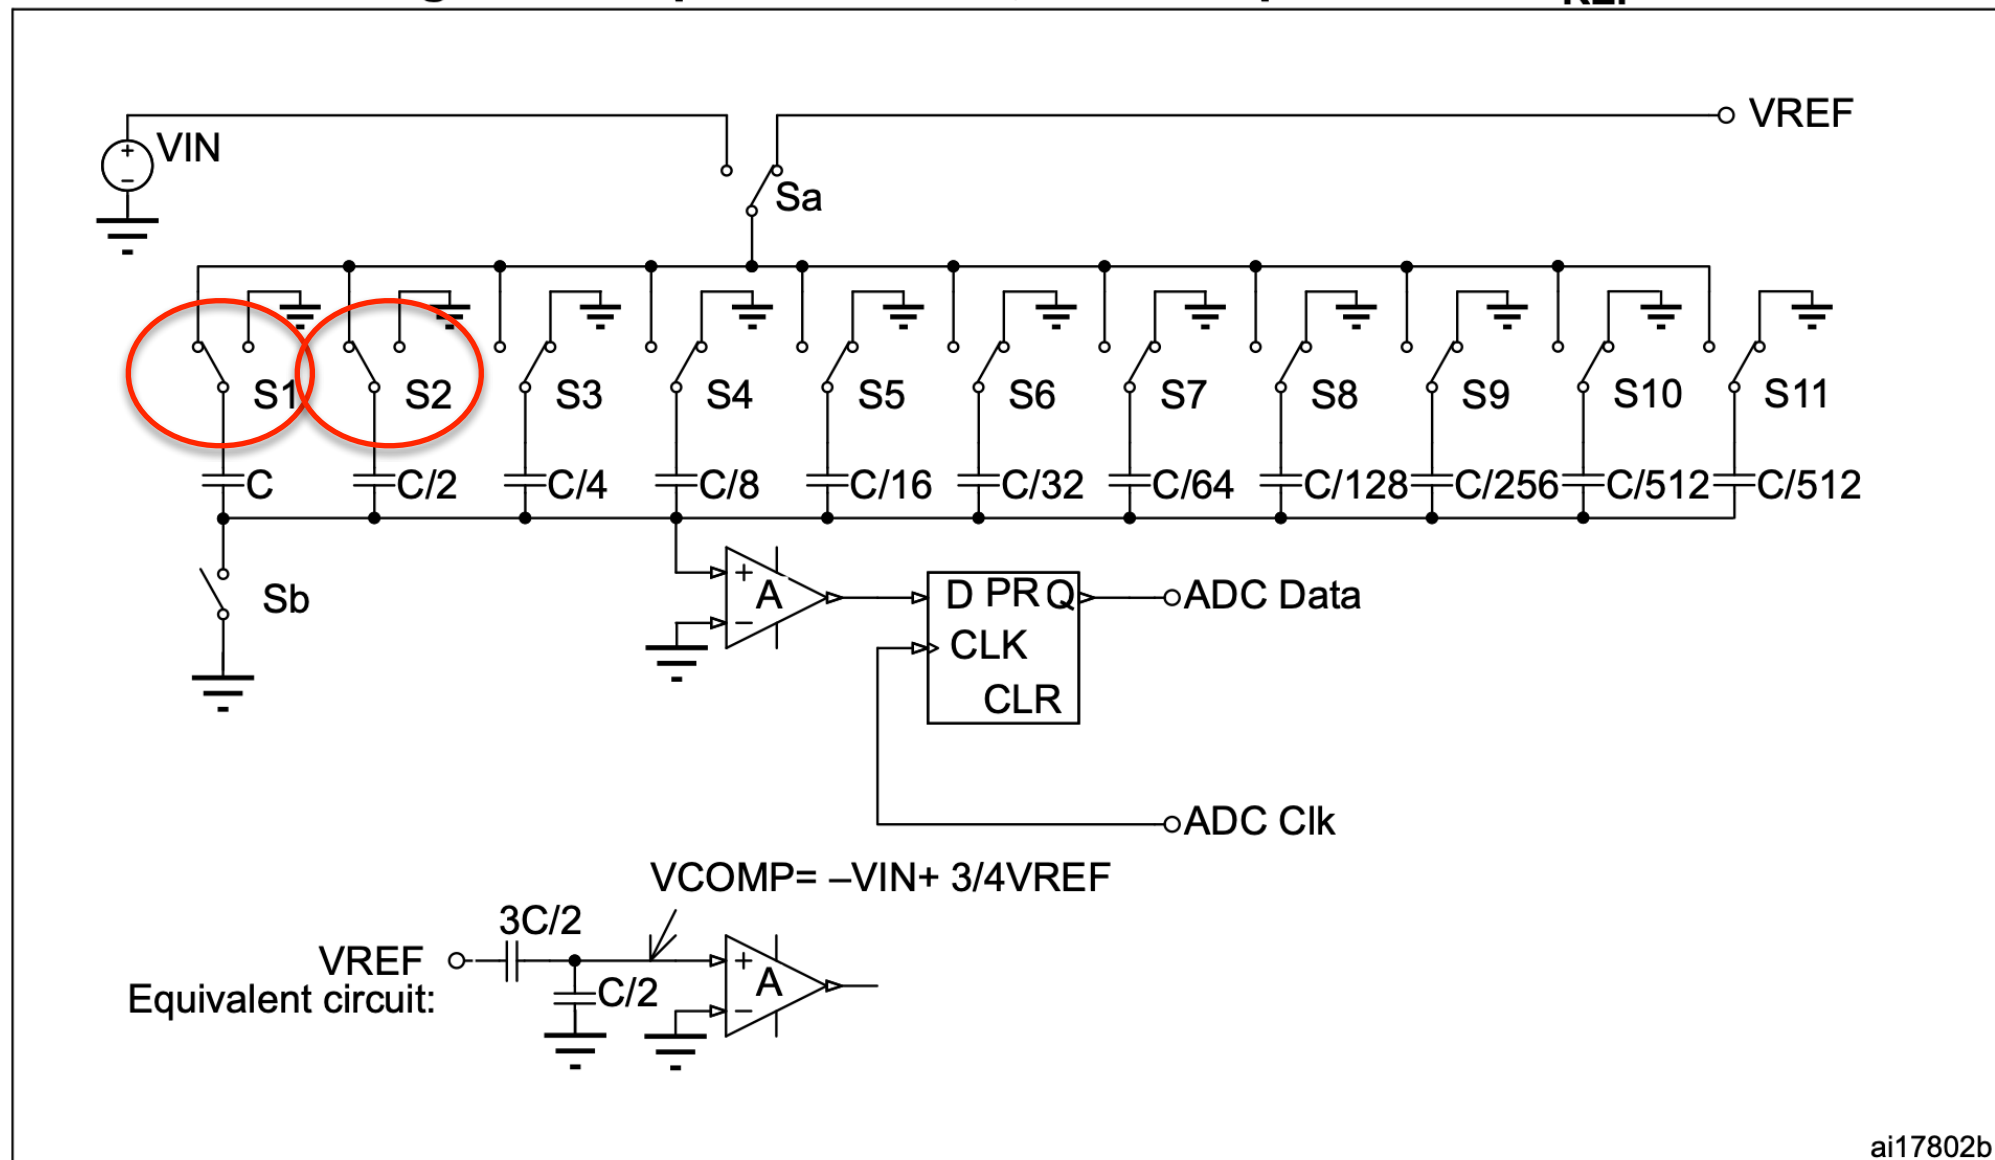 VIN
VREF
Sa
S1 S2 S3 S4 S5 S6 S7 S8 S9 S10 S11
C C/2 C/4 C/8 C/16 C/32 C/64 C/128 C/256 C/512 C/512
Sb
+ A −
D PR Q
CLK
CLR
ADC Data
ADC Clk
VCOMP= –VIN+ 3/4VREF
3C/2
VREF
C/2
+ A −
Equivalent circuit:
ai17802b